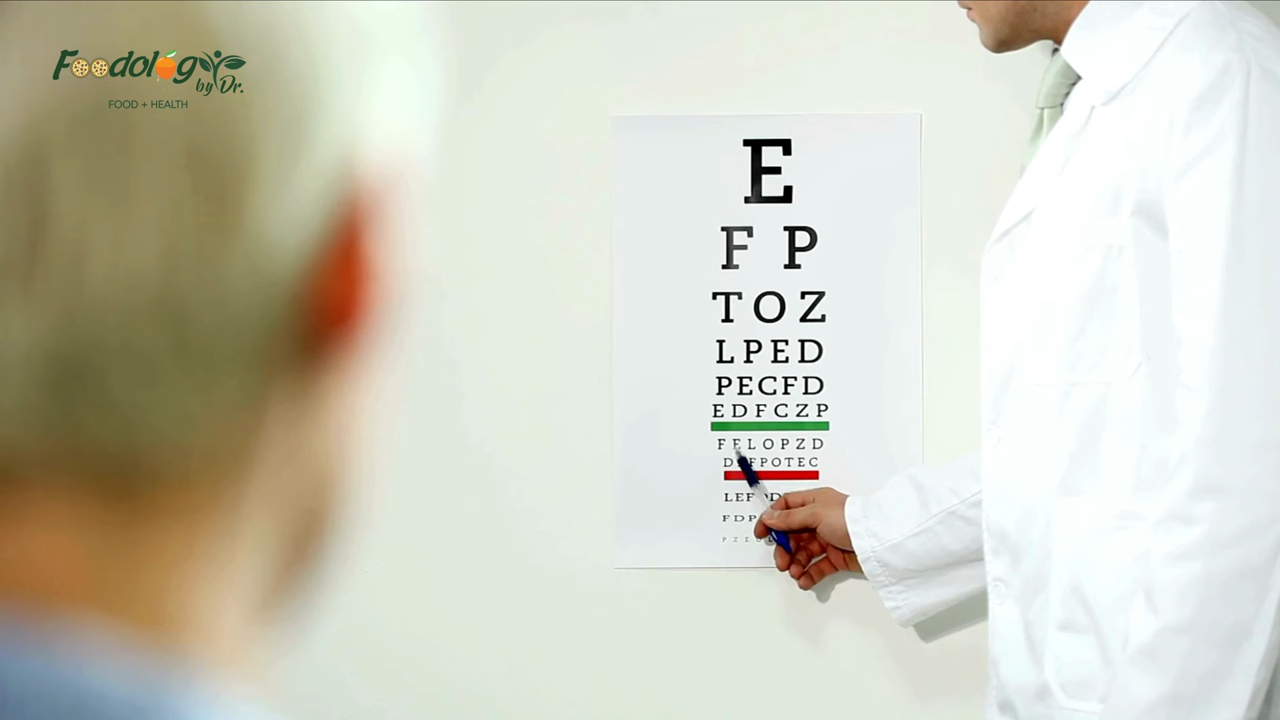 Foodology
by Dr.
FOOD + HEALTH
E
F P
T O Z
L P E D
P E C F D
E D F C Z P
F E L O P Z D